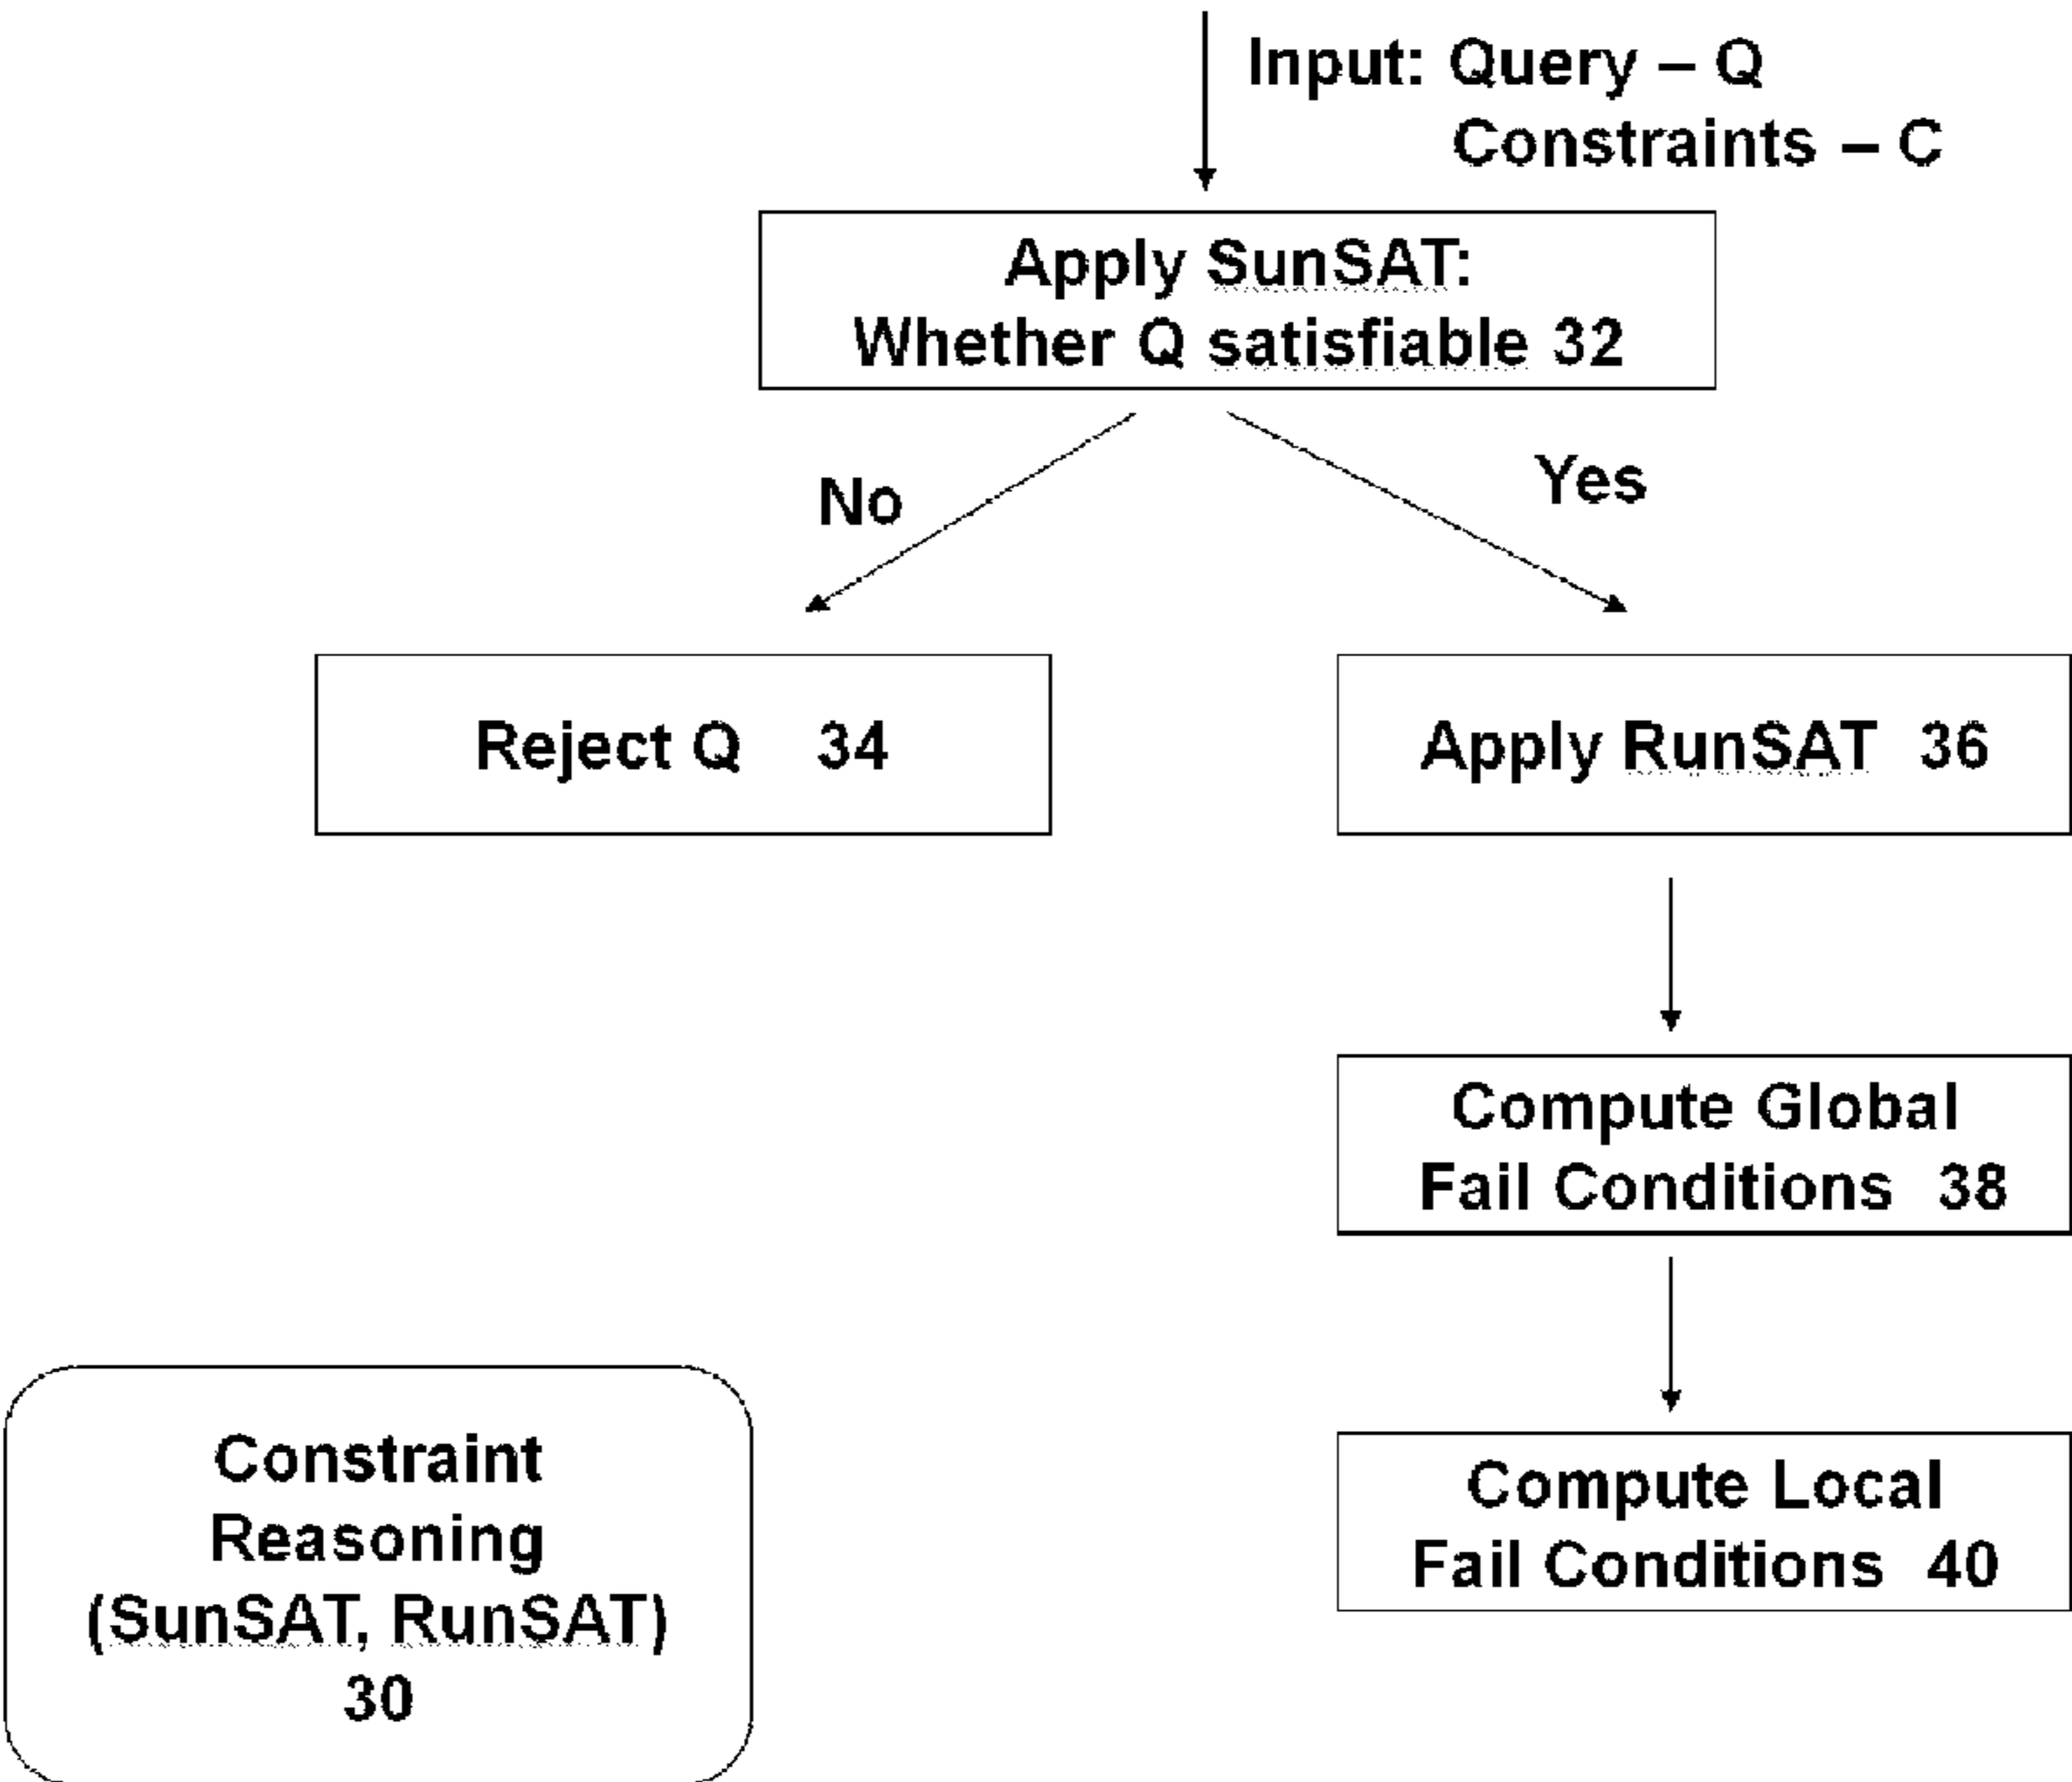 Input: Query – Q
Constraints – C
Apply SunSAT:
Whether Q satisfiable 32
No
Yes
Reject Q 34
Apply RunSAT 36
Compute Global
Fail Conditions 38
Constraint
Reasoning
(SunSAT, RunSAT)
30
Compute Local
Fail Conditions 40